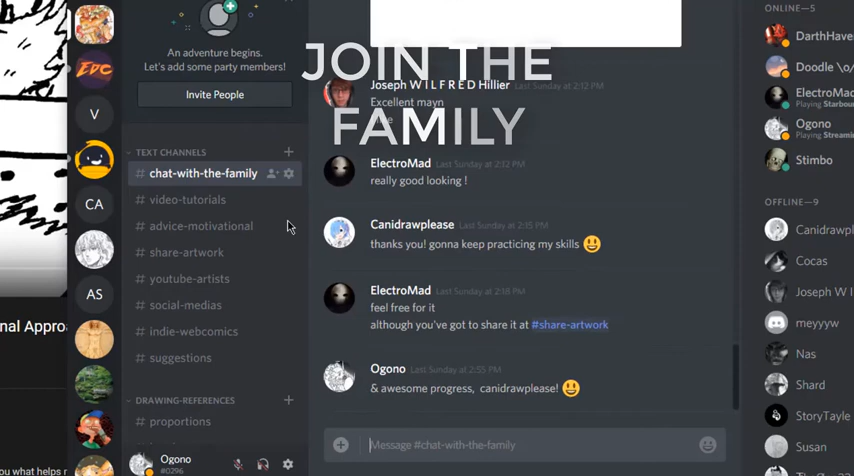 JOIN THE
FAMILY
An adventure begins.
Let's add some party members!
Invite People
EDC
V
CA
AS
TEXT CHANNELS
# chat-with-the-family
# video-tutorials
# advice-motivational
# share-artwork
# youtube-artists
# social-medias
# indie-webcomics
# suggestions
DRAWING-REFERENCES
# proportions
Ogono
#0296
Joseph W I L F R E D Hillier Last Sunday at 2:12 PM
Excellent mayn
ElectroMad Last Sunday at 2:12 PM
really good looking !
Canidrawplease Last Sunday at 2:15 PM
thanks you! gonna keep practicing my skills
ElectroMad Last Sunday at 2:18 PM
feel free for it
although you've got to share it at #share-artwork
Ogono Last Sunday at 2:55 PM
& awesome progress, canidrawplease!
Message #chat-with-the-family
ONLINE—5
DarthHave
Doodle \o/
ElectroMad
Playing Starbou
Ogono
Playing Streamin
Stimbo
OFFLINE—9
Canidrawpl
Cocas
Joseph W I
meyyyw
Nas
Shard
StoryTayle
Susan
nal Approa
u what helps r